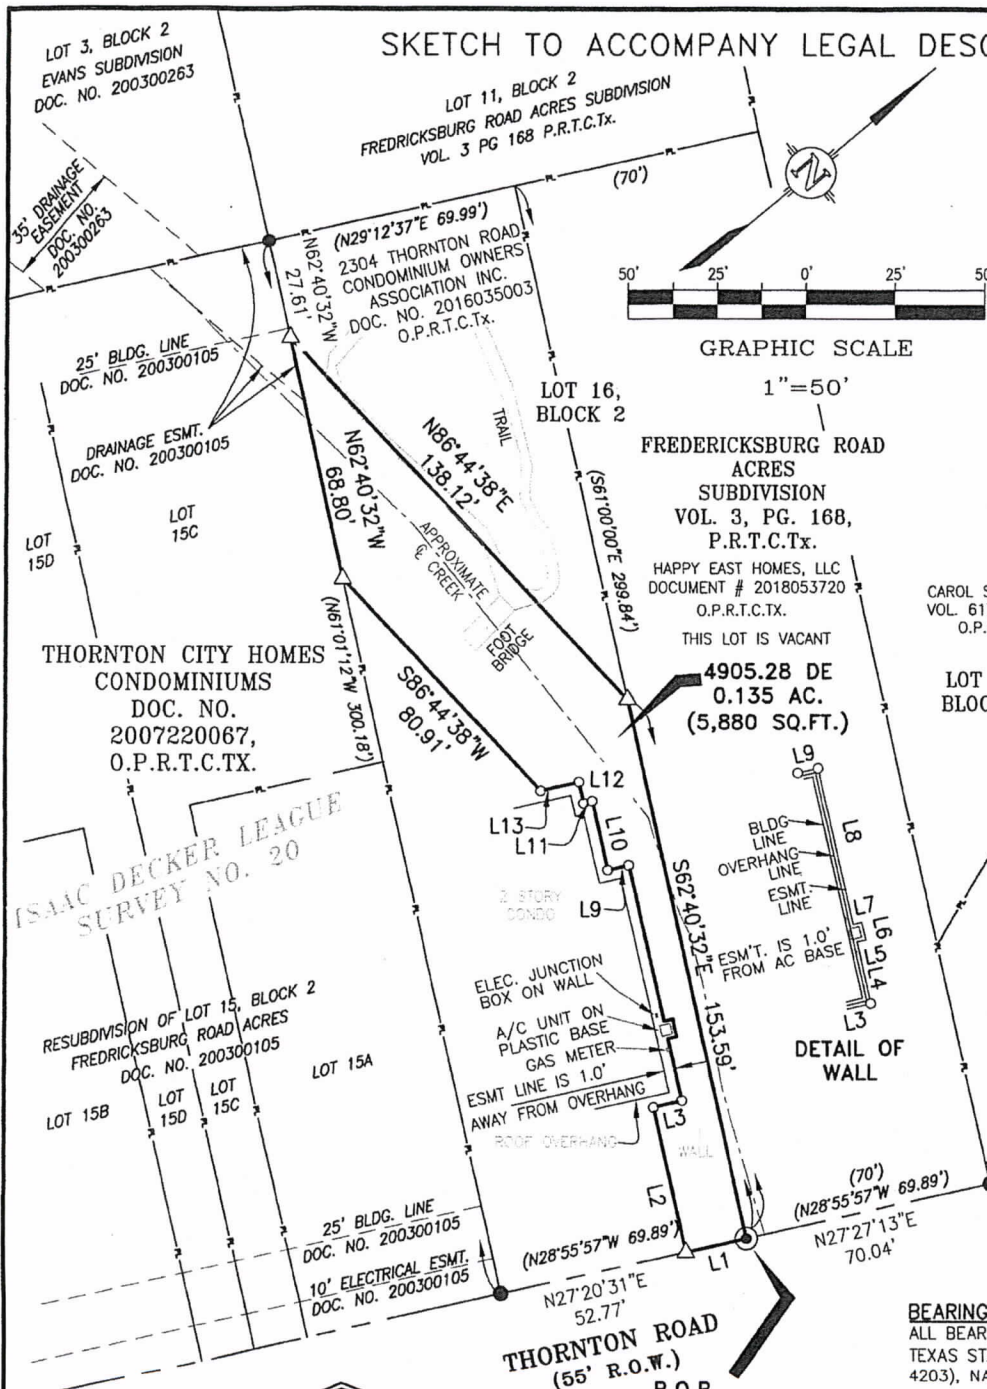 SKETCH TO ACCOMPANY LEGAL DESC
LOT 3, BLOCK 2
EVANS SUBDIVISION
DOC. NO. 200300263
LOT 11, BLOCK 2
FREDRICKSBURG ROAD ACRES SUBDIVISION
VOL. 3 PG 168 P.R.T.C.Tx.
N
35' DRAINAGE
EASEMENT
DOC. NO.
200300263
(70')
(N29°12'37"E 69.99')
N62°40'32"W
27.61'
2304 THORNTON ROAD
CONDOMINIUM OWNERS
ASSOCIATION INC.
DOC. NO. 2016035003
O.P.R.T.C.Tx.
50' 25' 0' 25' 50
GRAPHIC SCALE
1"=50'
25' BLDG. LINE
DOC. NO. 200300105
DRAINAGE ESMT.
DOC. NO. 200300105
LOT
15D
LOT
15C
N62°40'32"W
68.80'
N86°44'38"E
138.12'
TRAIL
LOT 16,
BLOCK 2
(S61°00'00"E 299.84')
FREDERICKSBURG ROAD
ACRES
SUBDIVISION
VOL. 3, PG. 168,
P.R.T.C.Tx.
HAPPY EAST HOMES, LLC
DOCUMENT # 2018053720
O.P.R.T.C.TX.
THIS LOT IS VACANT
CAROL S
VOL. 61
O.P.
LOT
BLOC
APPROXIMATE
℄ CREEK
FOOT
BRIDGE
4905.28 DE
0.135 AC.
(5,880 SQ.FT.)
THORNTON CITY HOMES
CONDOMINIUMS
DOC. NO.
2007220067,
O.P.R.T.C.TX.
(N61°01'12"W 300.18')
S86°44'38"W
80.91'
L12
L13
L11
L10
L9
ISAAC DECKER LEAGUE
SURVEY NO. 20
2 STORY
CONDO
S62°40'32"E 153.59'
L9
L8
BLDG
LINE
OVERHANG
LINE
ESMT.
LINE
L7
L6
L5
L4
L3
ESM'T. IS 1.0'
FROM AC BASE
DETAIL OF
WALL
ELEC. JUNCTION
BOX ON WALL
A/C UNIT ON
PLASTIC BASE
GAS METER
ESMT LINE IS 1.0'
AWAY FROM OVERHANG
ROOF OVERHANG
L3
WALL
L2
RESUBDIVISION OF LOT 15, BLOCK 2
FREDRICKSBURG ROAD ACRES
DOC. NO. 200300105
LOT 15B
LOT
15D
LOT
15C
LOT 15A
25' BLDG. LINE
DOC. NO. 200300105
10' ELECTRICAL ESMT.
DOC. NO. 200300105
(N28°55'57"W 69.89')
N27°20'31"E
52.77'
L1
(70')
(N28°55'57"W 69.89')
N27°27'13"E
70.04'
THORNTON ROAD
(55' R.O.W.)
P.O.B.
BEARING
ALL BEAR
TEXAS ST
4203), NA